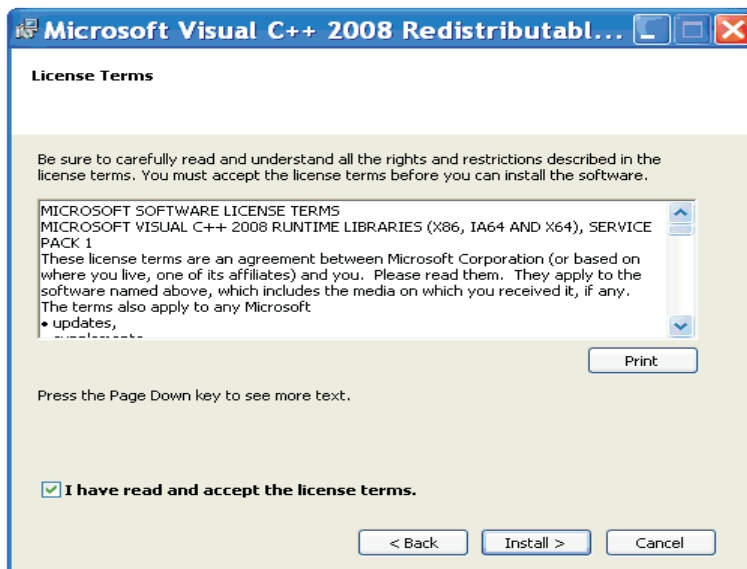 Microsoft Visual C++ 2008 Redistributabl...
License Terms
Be sure to carefully read and understand all the rights and restrictions described in the
license terms. You must accept the license terms before you can install the software.
MICROSOFT SOFTWARE LICENSE TERMS
MICROSOFT VISUAL C++ 2008 RUNTIME LIBRARIES (X86, IA64 AND X64), SERVICE
PACK 1
These license terms are an agreement between Microsoft Corporation (or based on
where you live, one of its affiliates) and you.  Please read them.  They apply to the
software named above, which includes the media on which you received it, if any.
The terms also apply to any Microsoft
• updates,
Print
Press the Page Down key to see more text.
I have read and accept the license terms.
< Back
Install >
Cancel